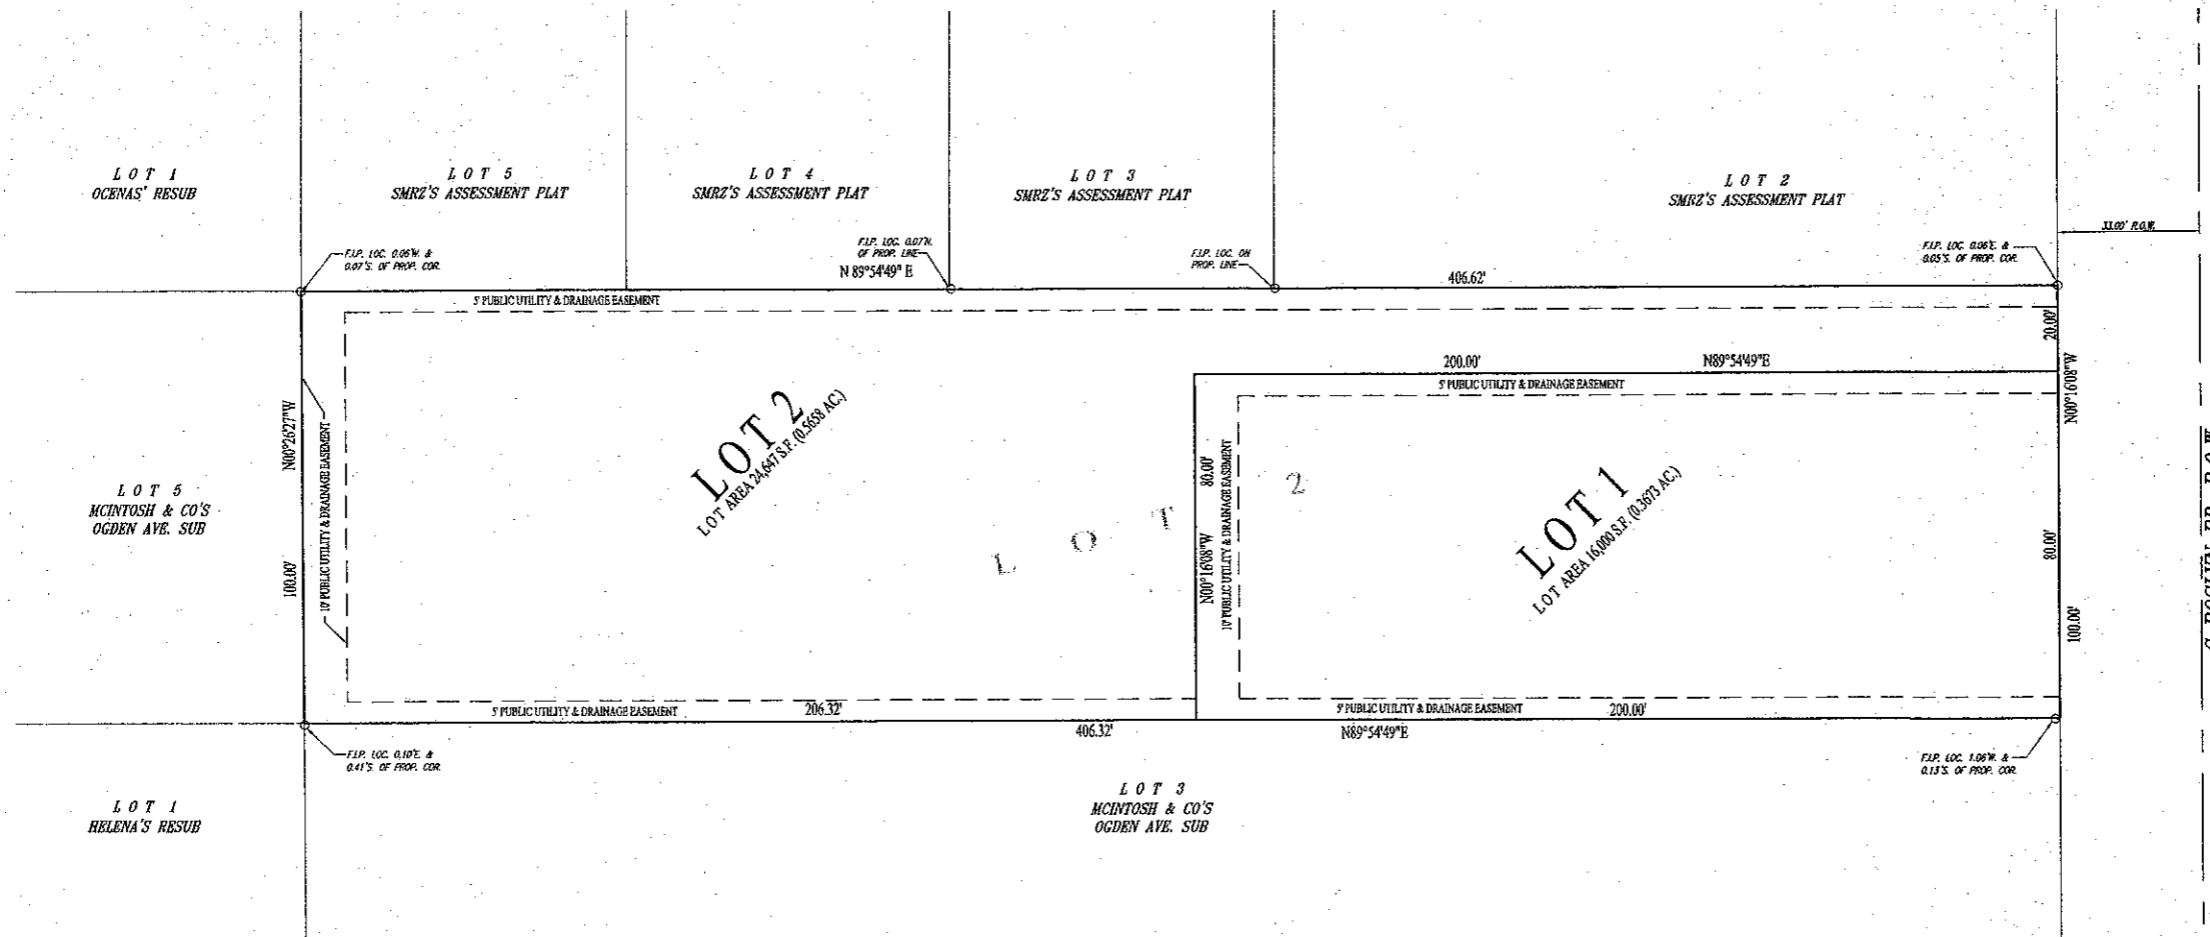 L O T 1
OCENAS' RESUB
L O T 5
SMRZ'S ASSESSMENT PLAT
L O T 4
SMRZ'S ASSESSMENT PLAT
L O T 3
SMRZ'S ASSESSMENT PLAT
L O T 2
SMRZ'S ASSESSMENT PLAT
33.00' R.O.W.
F.I.P. LOC. 0.06'W. &
0.07'S. OF PROP. COR.
F.I.P. LOC. 0.07'N.
OF PROP. LINE
N 89°54'49" E
F.I.P. LOC. ON
PROP. LINE
406.62'
F.I.P. LOC. 0.06'E. &
0.05'S. OF PROP. COR.
5' PUBLIC UTILITY & DRAINAGE EASEMENT
20.00'
200.00'
N89°54'49"E
5' PUBLIC UTILITY & DRAINAGE EASEMENT
N00°16'08"W
N00°26'27"W
100.00'
10' PUBLIC UTILITY & DRAINAGE EASEMENT
LOT 2
LOT AREA 24,647 S.F. (0.5658 AC.)
L O T 2
80.00'
N00°16'08"W
10' PUBLIC UTILITY & DRAINAGE EASEMENT
LOT 1
LOT AREA 16,000 S.F. (0.3673 AC.)
80.00'
100.00'
L O T 5
MCINTOSH & CO'S
OGDEN AVE. SUB
5' PUBLIC UTILITY & DRAINAGE EASEMENT
206.32'
5' PUBLIC UTILITY & DRAINAGE EASEMENT
200.00'
406.32'
N89°54'49"E
F.I.P. LOC. 0.10'E. &
0.41'S. OF PROP. COR.
F.I.P. LOC. 1.06'W. &
0.13'S. OF PROP. COR.
L O T 1
HELENA'S RESUB
L O T 3
MCINTOSH & CO'S
OGDEN AVE. SUB